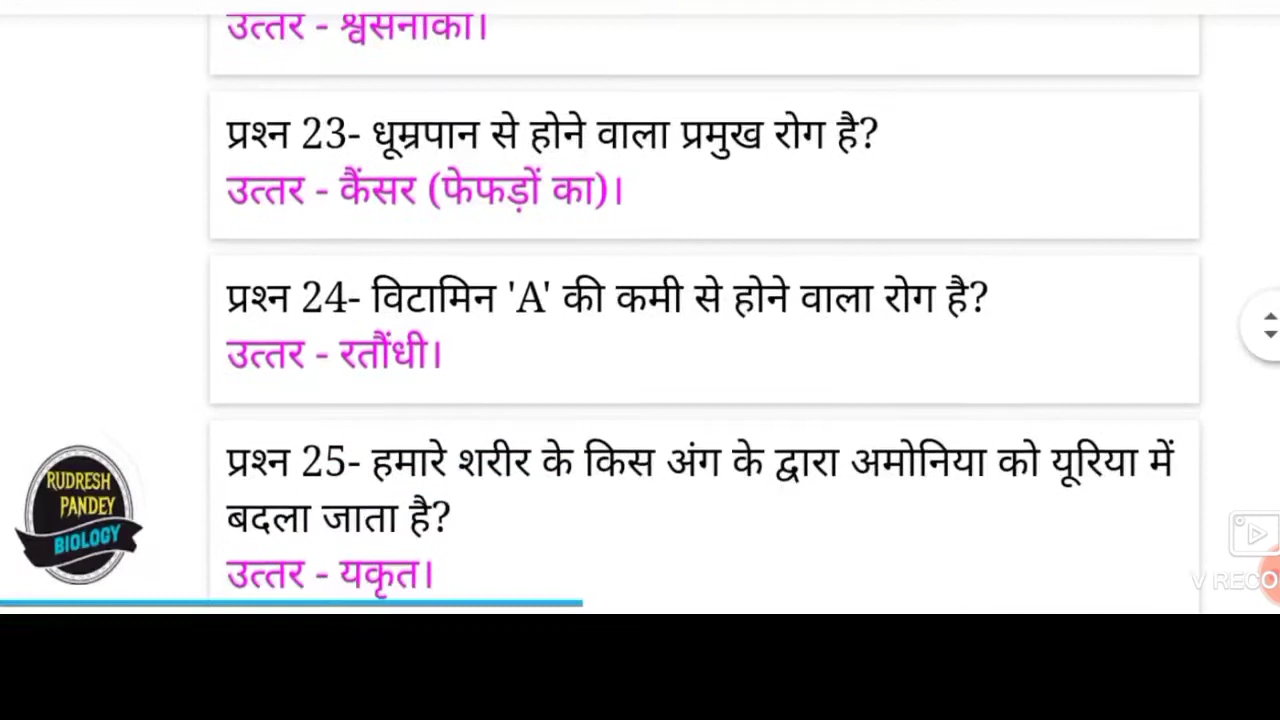 उत्तर - श्वसनीका।
प्रश्न 23- धूम्रपान से होने वाला प्रमुख रोग है?
उत्तर - कैंसर (फेफड़ों का)।
प्रश्न 24- विटामिन 'A' की कमी से होने वाला रोग है?
उत्तर - रतौंधी।
प्रश्न 25- हमारे शरीर के किस अंग के द्वारा अमोनिया को यूरिया में
बदला जाता है?
उत्तर - यकृत।
RUDRESH
PANDEY
BIOLOGY
V RECO